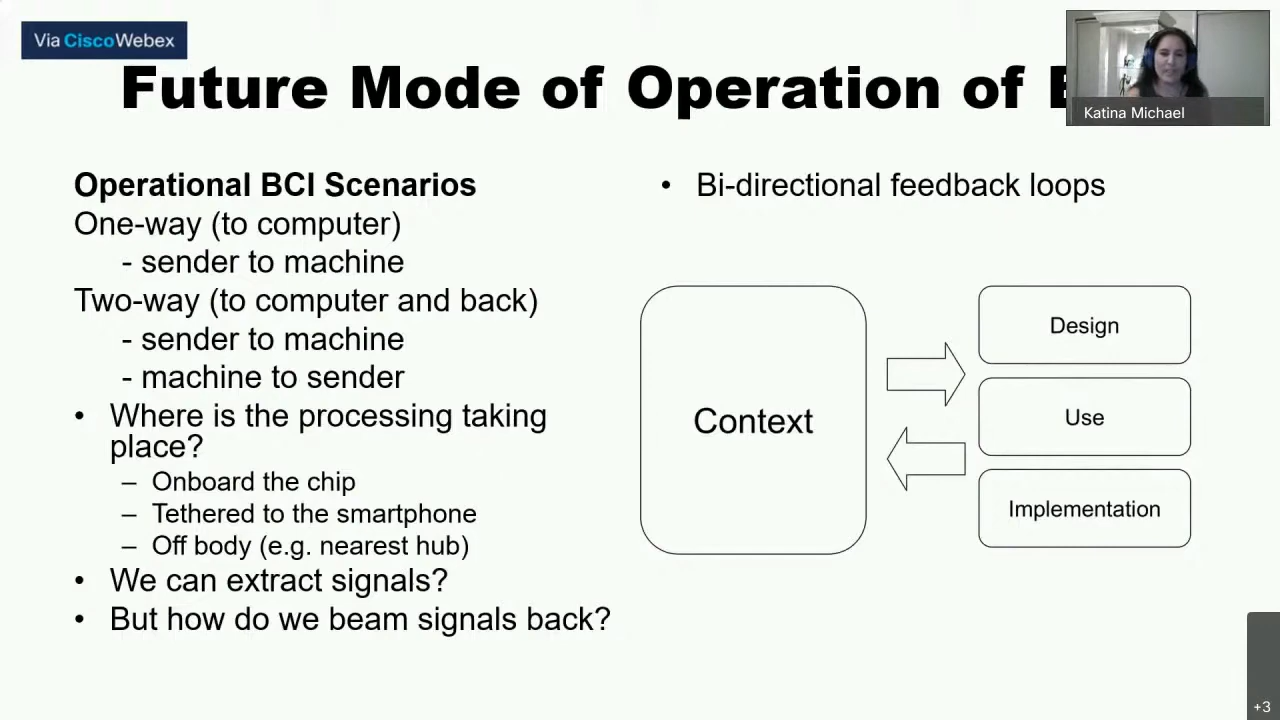 Via CiscoWebex
Future Mode of Operation of
Katina Michael
Operational BCI Scenarios
One-way (to computer)
- sender to machine
Two-way (to computer and back)
- sender to machine
- machine to sender
• Where is the processing taking
place?
– Onboard the chip
– Tethered to the smartphone
– Off body (e.g. nearest hub)
• We can extract signals?
• But how do we beam signals back?
• Bi-directional feedback loops
Context
Design
Use
Implementation
+3